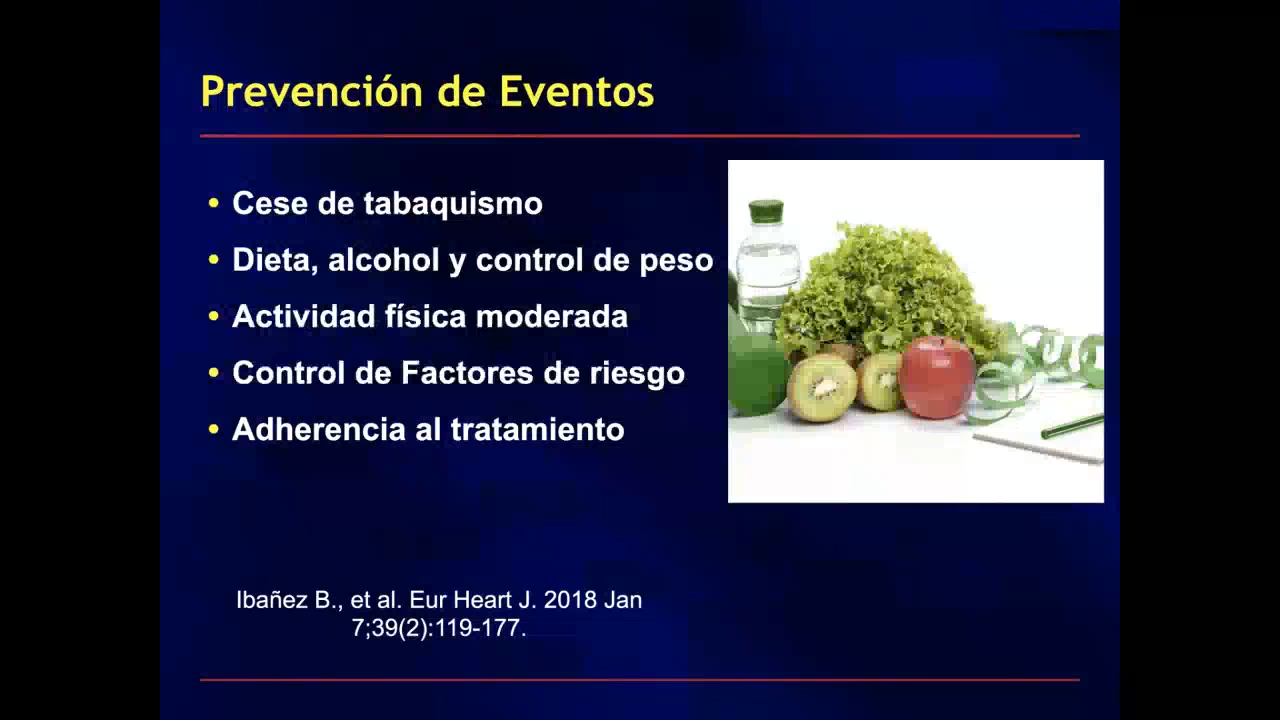 Prevención de Eventos
• Cese de tabaquismo
• Dieta, alcohol y control de peso
• Actividad física moderada
• Control de Factores de riesgo
• Adherencia al tratamiento
Ibañez B., et al. Eur Heart J. 2018 Jan
7;39(2):119-177.